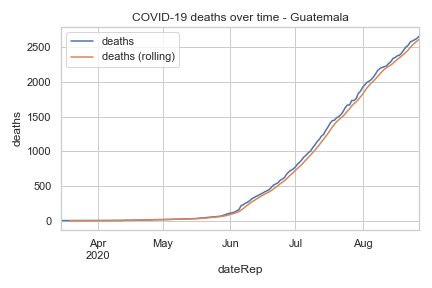 COVID-19 deaths over time - Guatemala
deaths
deaths (rolling)
deaths
2500
2000
1500
1000
500
0
Apr
2020
May
Jun
Jul
Aug
dateRep